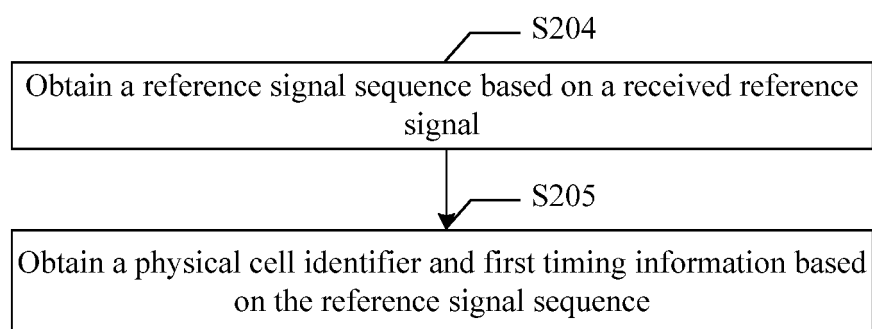 S204
Obtain a reference signal sequence based on a received reference
signal
S205
Obtain a physical cell identifier and first timing information based
on the reference signal sequence